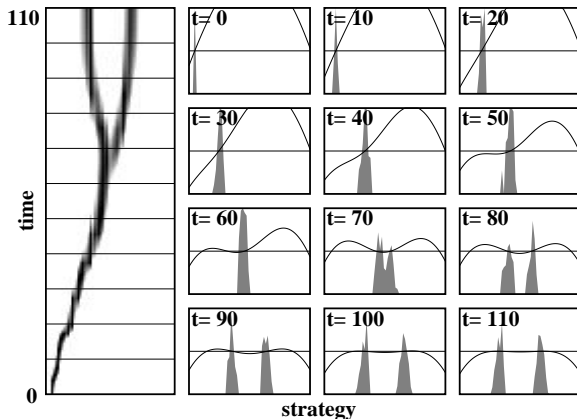 110
time
0
t= 0
t= 10
t= 20
t= 30
t= 40
t= 50
t= 60
t= 70
t= 80
t= 90
t= 100
t= 110
strategy